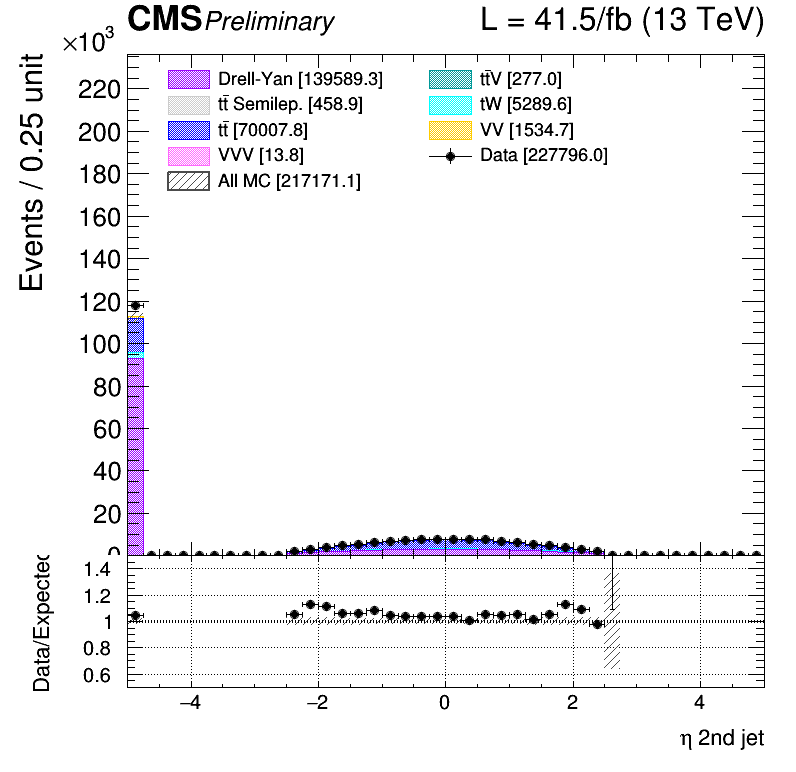 CMS Preliminary L = 41.5/fb (13 TeV)
×10³
Events / 0.25 unit
Drell-Yan [139589.3]
tt̄ Semilep. [458.9]
tt̄ [70007.8]
VVV [13.8]
All MC [217171.1]
tt̄V [277.0]
tW [5289.6]
VV [1534.7]
Data [227796.0]
220
200
180
160
140
120
100
80
60
40
20
0
Data/Expected
1.4
1.2
1
0.8
0.6
−4 −2 0 2 4
η 2nd jet